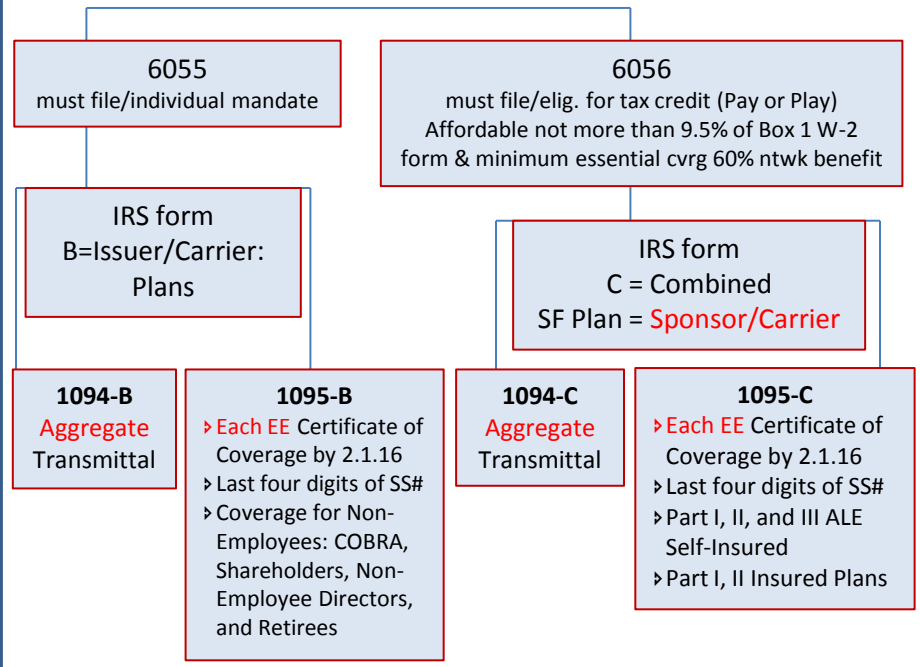 6055
must file/individual mandate
6056
must file/elig. for tax credit (Pay or Play)
Affordable not more than 9.5% of Box 1 W-2
form & minimum essential cvrg 60% ntwk benefit
IRS form
B=Issuer/Carrier:
Plans
IRS form
C = Combined
SF Plan = Sponsor/Carrier
1094-B
Aggregate
Transmittal
1095-B
Each EE Certificate of
Coverage by 2.1.16
Last four digits of SS#
Coverage for Non-
Employees: COBRA,
Shareholders, Non-
Employee Directors,
and Retirees
1094-C
Aggregate
Transmittal
1095-C
Each EE Certificate of
Coverage by 2.1.16
Last four digits of SS#
Part I, II, and III ALE
Self-Insured
Part I, II Insured Plans